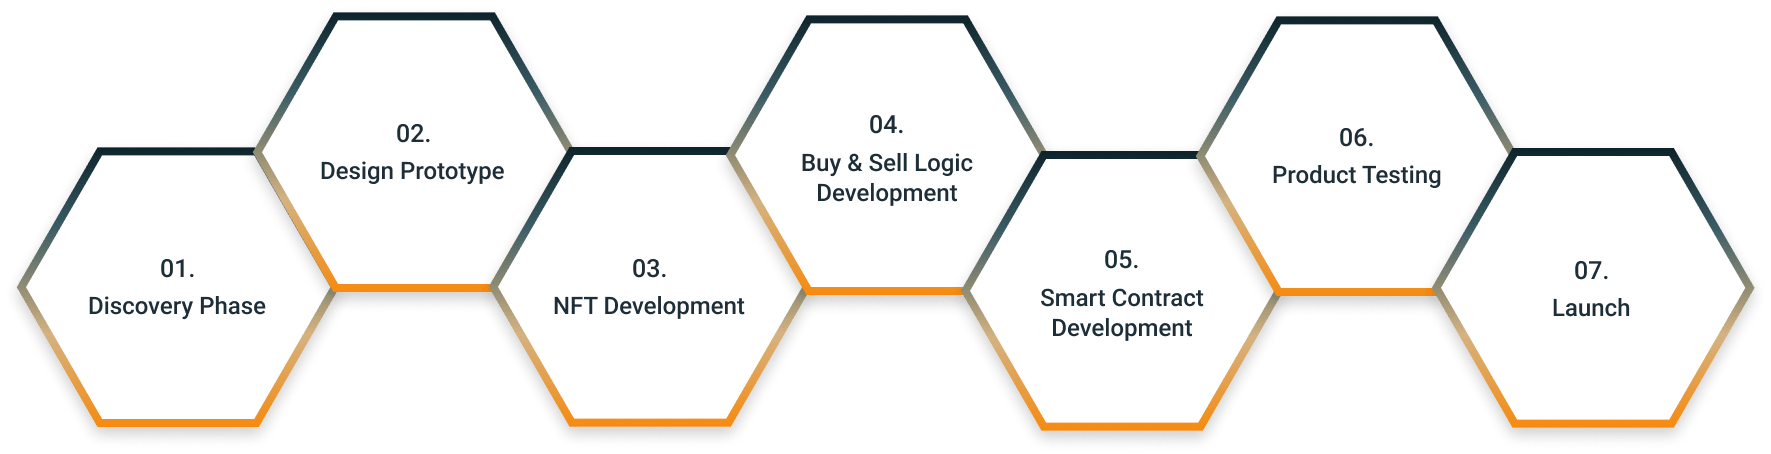 01.
Discovery Phase
02.
Design Prototype
03.
NFT Development
04.
Buy & Sell Logic
Development
05.
Smart Contract
Development
06.
Product Testing
07.
Launch